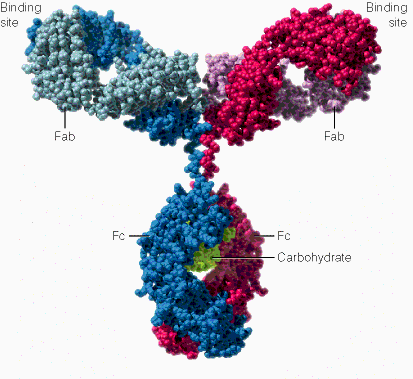 Binding
site
Binding
site
Fab
Fab
Fc
Fc
Carbohydrate